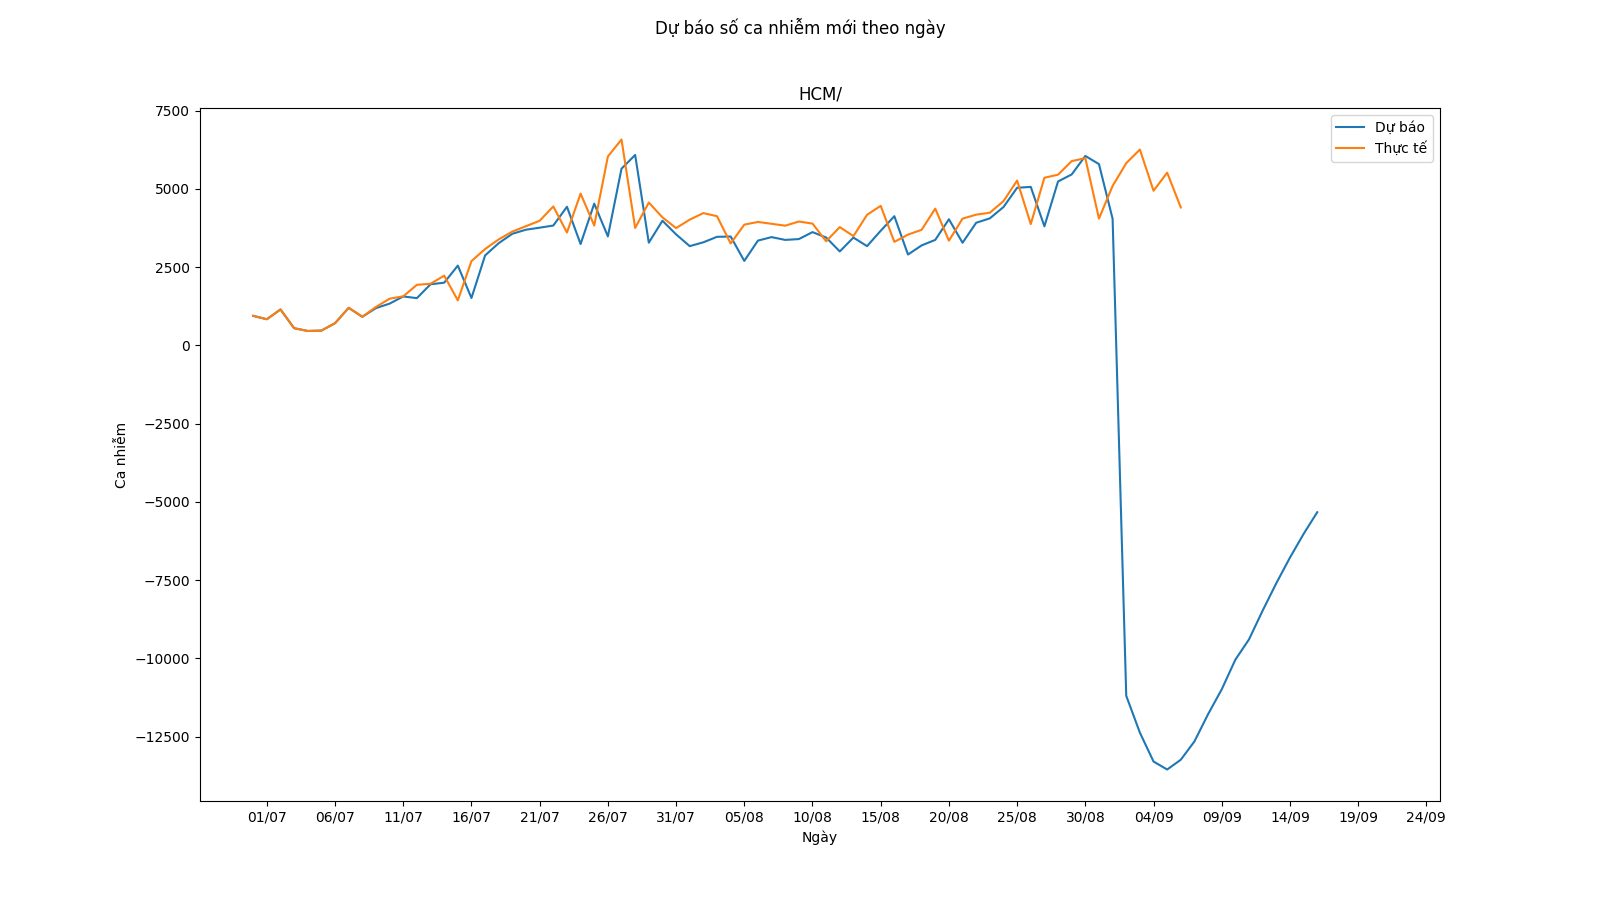 Dự báo số ca nhiễm mới theo ngày
HCM/
7500
5000
2500
0
−2500
−5000
−7500
−10000
−12500
Ca nhiễm
Dự báo
Thực tế
01/07 06/07 11/07 16/07 21/07 26/07 31/07 05/08 10/08 15/08 20/08 25/08 30/08 04/09 09/09 14/09 19/09 24/09
Ngày